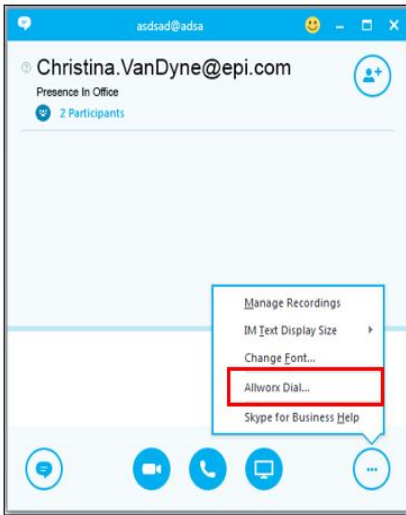 asdsad@adsa
Christina.VanDyne@epi.com
Presence In Office
2 Participants
Manage Recordings
IM Text Display Size
Change Font...
Allworx Dial...
Skype for Business Help